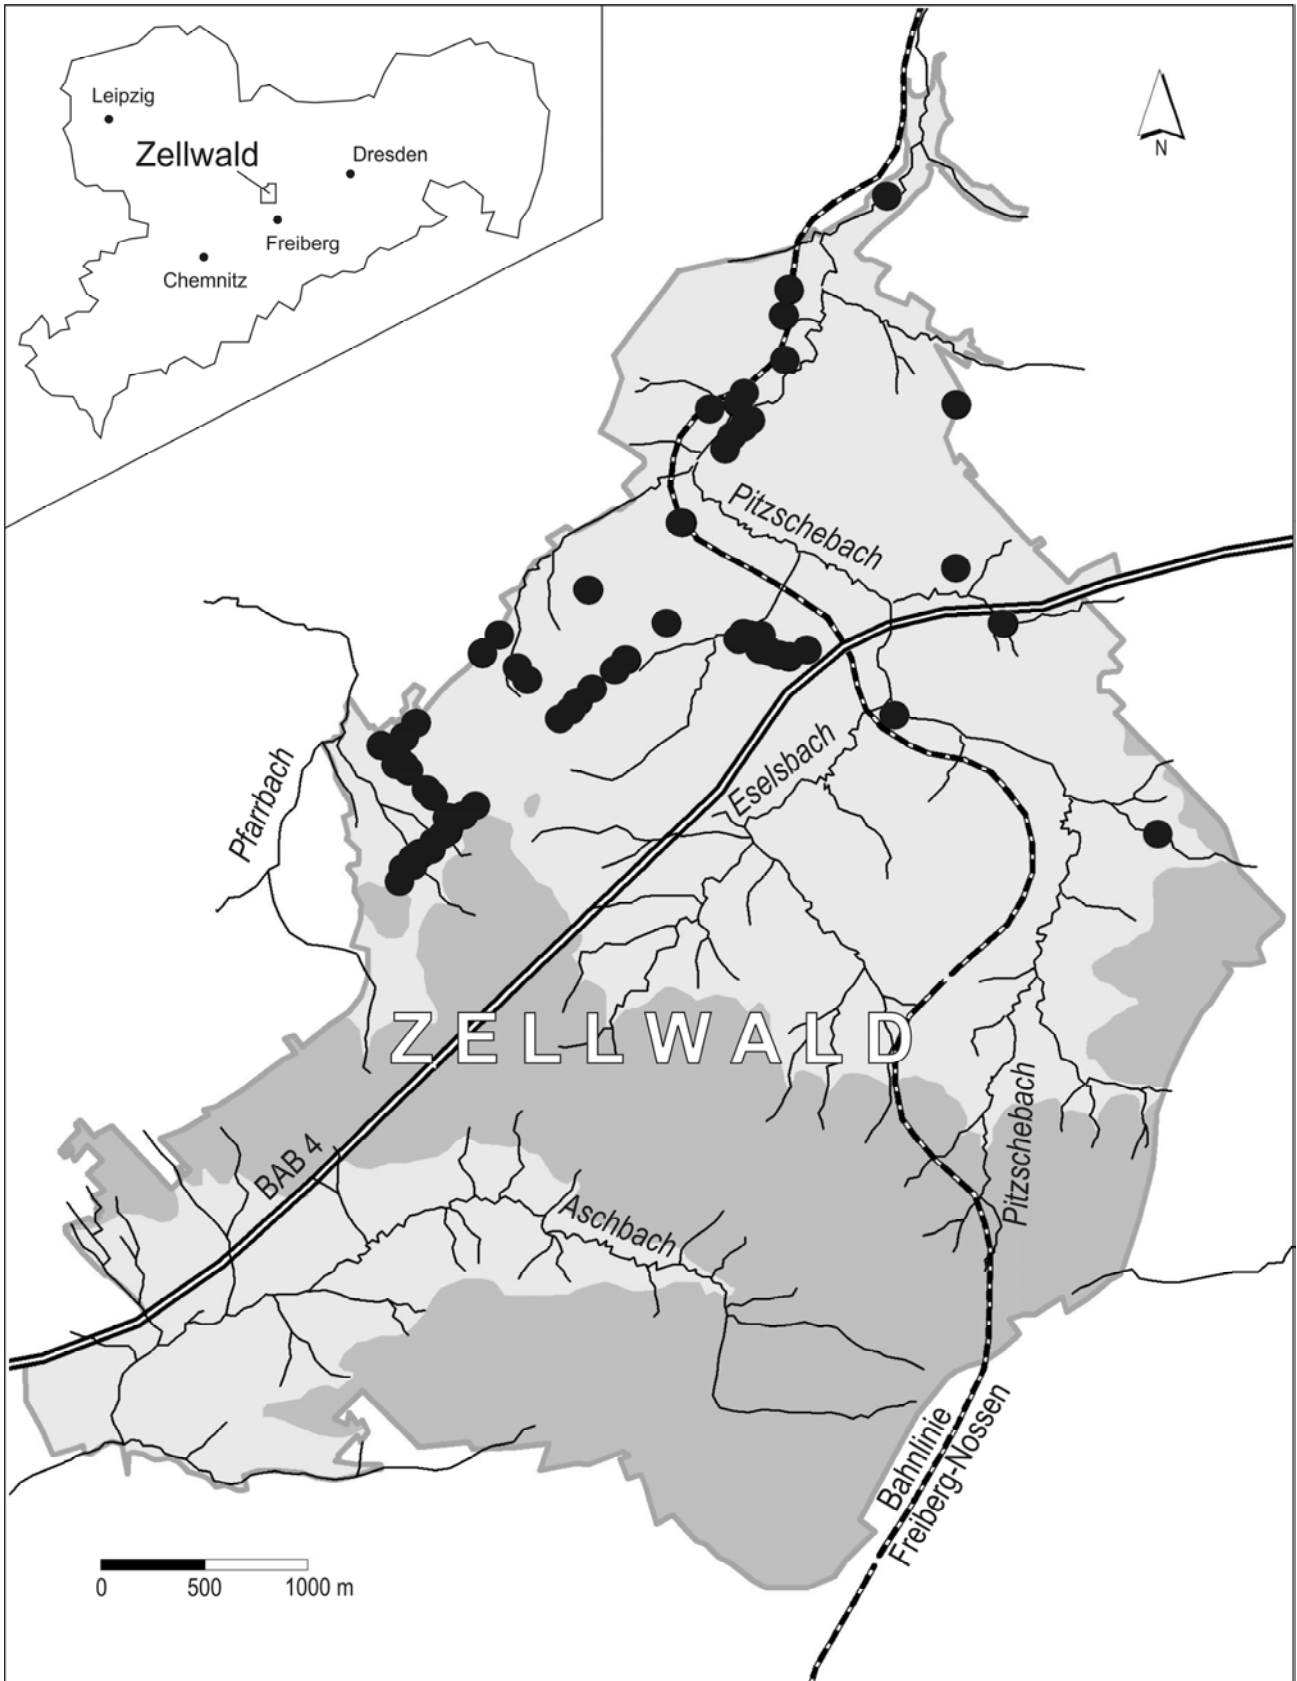 Leipzig
Zellwald
Dresden
Freiberg
Chemnitz
N
Pitzschebach
Eselsbach
Pfarrbach
ZELLWALD
Pitzschebach
BAB 4
Aschbach
Bahnlinie
Freiberg-Nossen
0 500 1000 m